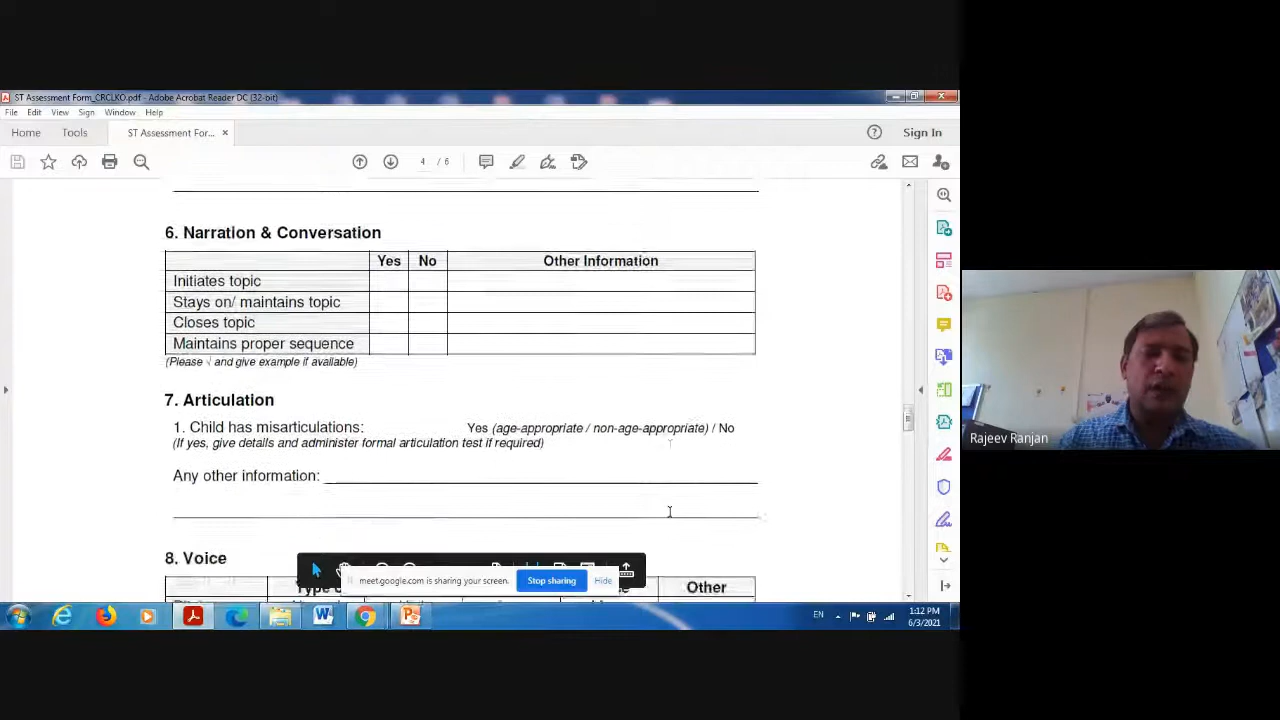 ST Assessment Form_CRCLKO.pdf - Adobe Acrobat Reader DC (32-bit)
File Edit View Sign Window Help
Home Tools ST Assessment For... × Sign In
4 / 6
6. Narration & Conversation
Yes No Other Information
Initiates topic
Stays on/ maintains topic
Closes topic
Maintains proper sequence
(Please √ and give example if available)
7. Articulation
1. Child has misarticulations: Yes (age-appropriate / non-age-appropriate) / No
(If yes, give details and administer formal articulation test if required)
Any other information:
8. Voice
meet.google.com is sharing your screen. Stop sharing Hide
Other
EN 1:12 PM
6/3/2021
Rajeev Ranjan